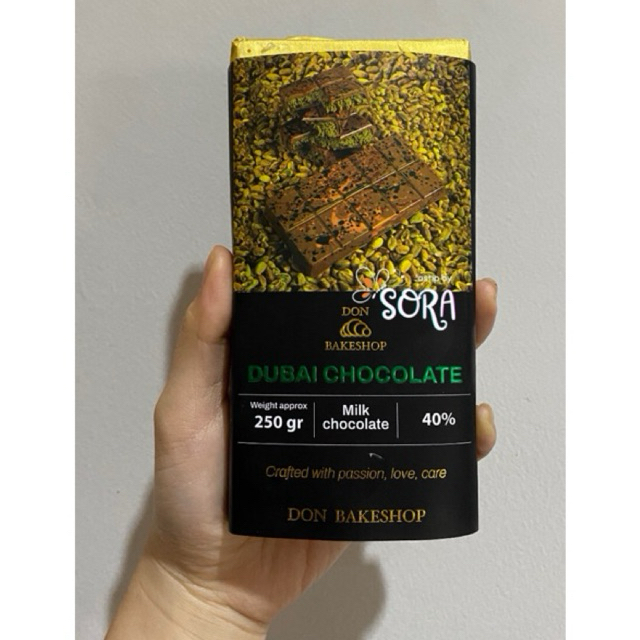 SORA
DON
BAKESHOP
DUBAI CHOCOLATE
Weight approx
250 gr
Milk
chocolate
40%
Crafted with passion, love, care
DON BAKESHOP